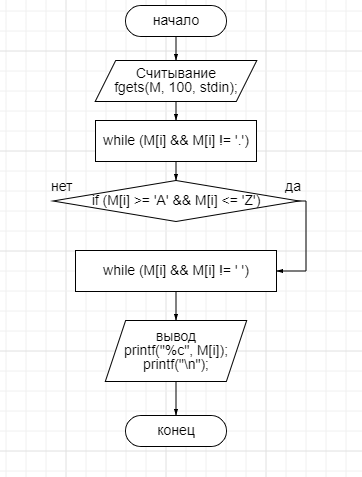 начало
Считывание
fgets(M, 100, stdin);
while (M[i] && M[i] != '.')
нет
да
if (M[i] >= 'A' && M[i] <= 'Z')
while (M[i] && M[i] != ' ')
вывод
printf("%c", M[i]);
printf("\n");
конец